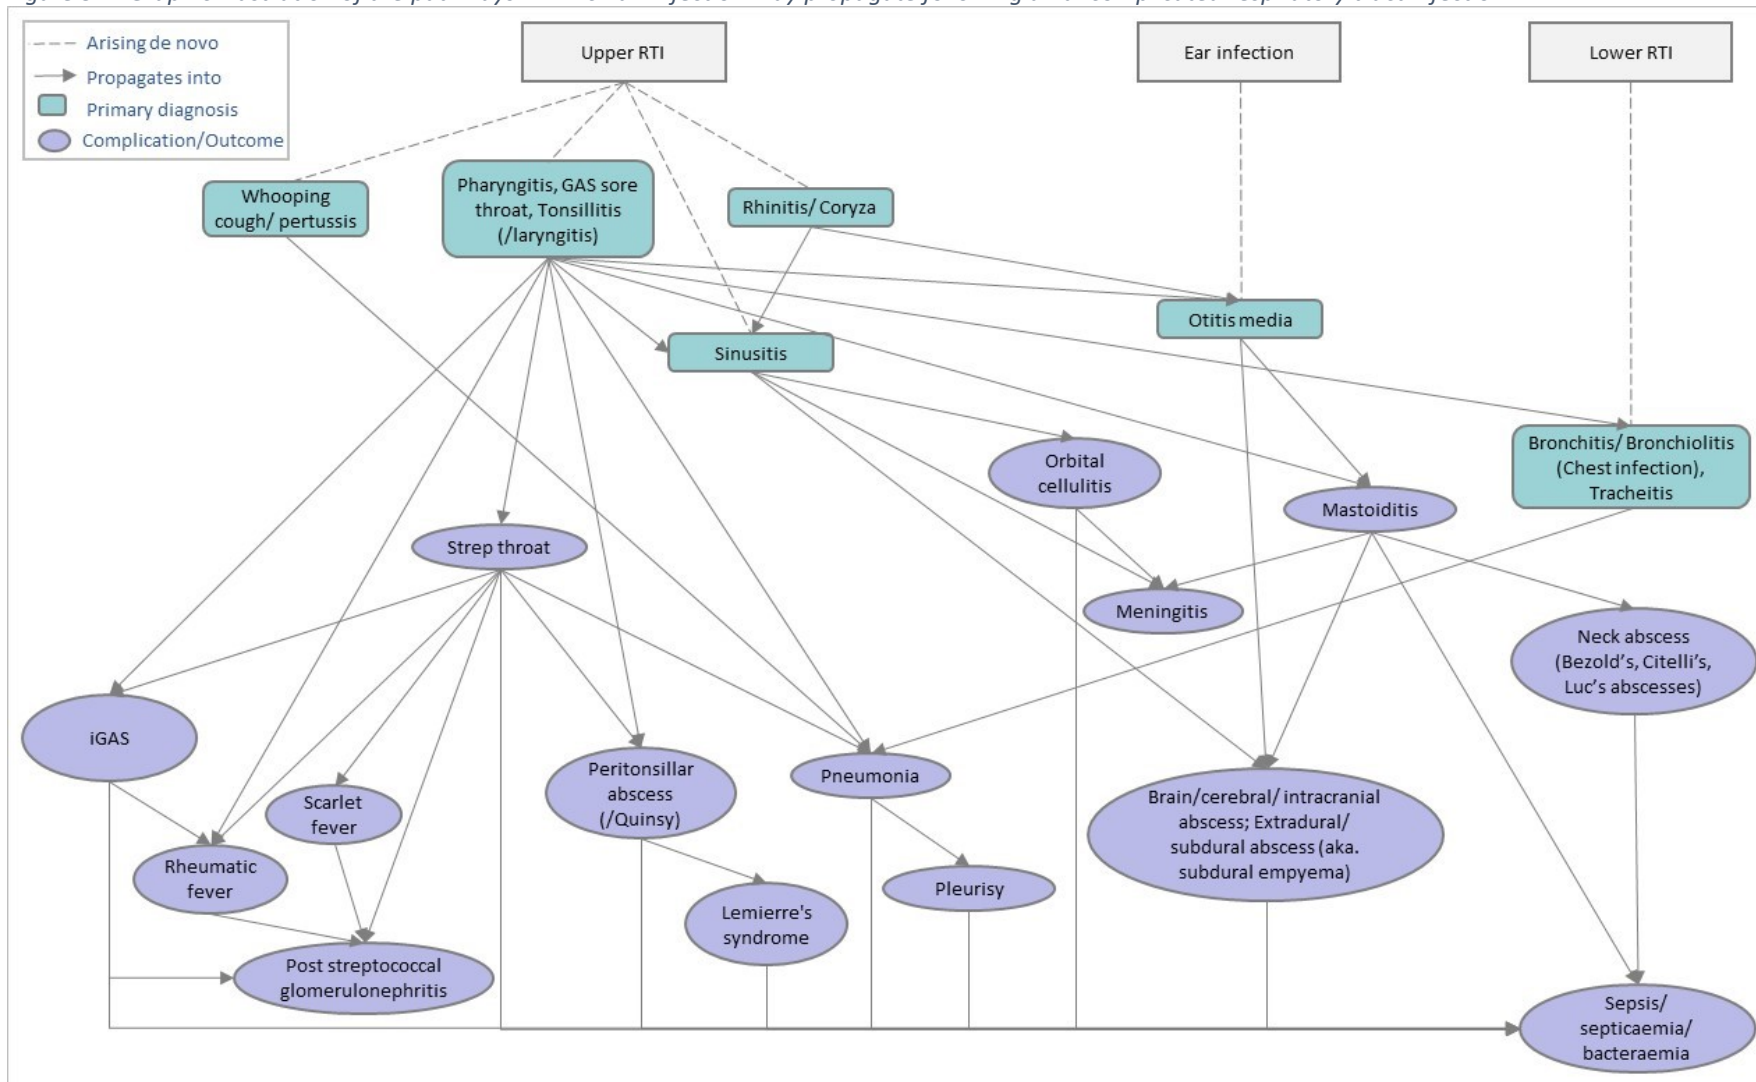 Upper RTI
Ear infection
Lower RTI
Arising de novo
Propagates into
Primary diagnosis
Complication/Outcome
Whooping
cough/ pertussis
Pharyngitis, GAS sore
throat, Tonsillitis
(/laryngitis)
Rhinitis/ Coryza
Otitis media
Sinusitis
Bronchitis/ Bronchiolitis
(Chest infection),
Tracheitis
Orbital
cellulitis
Mastoiditis
Strep throat
Meningitis
Neck abscess
(Bezold’s, Citelli’s,
Luc’s abscesses)
iGAS
Scarlet
fever
Peritonsillar
abscess
(/Quinsy)
Pneumonia
Brain/cerebral/ intracranial
abscess; Extradural/
subdural abscess (aka.
subdural empyema)
Rheumatic
fever
Pleurisy
Lemierre's
syndrome
Post streptococcal
glomerulonephritis
Sepsis/
septicaemia/
bacteraemia